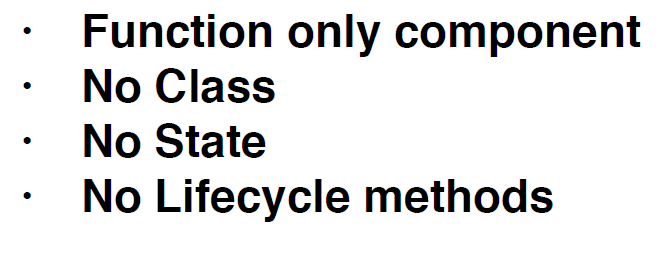 · Function only component
· No Class
· No State
· No Lifecycle methods